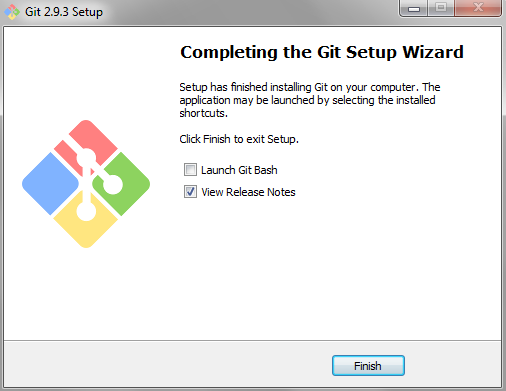 Git 2.9.3 Setup
Completing the Git Setup Wizard
Setup has finished installing Git on your computer. The
application may be launched by selecting the installed
shortcuts.
Click Finish to exit Setup.
Launch Git Bash
View Release Notes
Finish